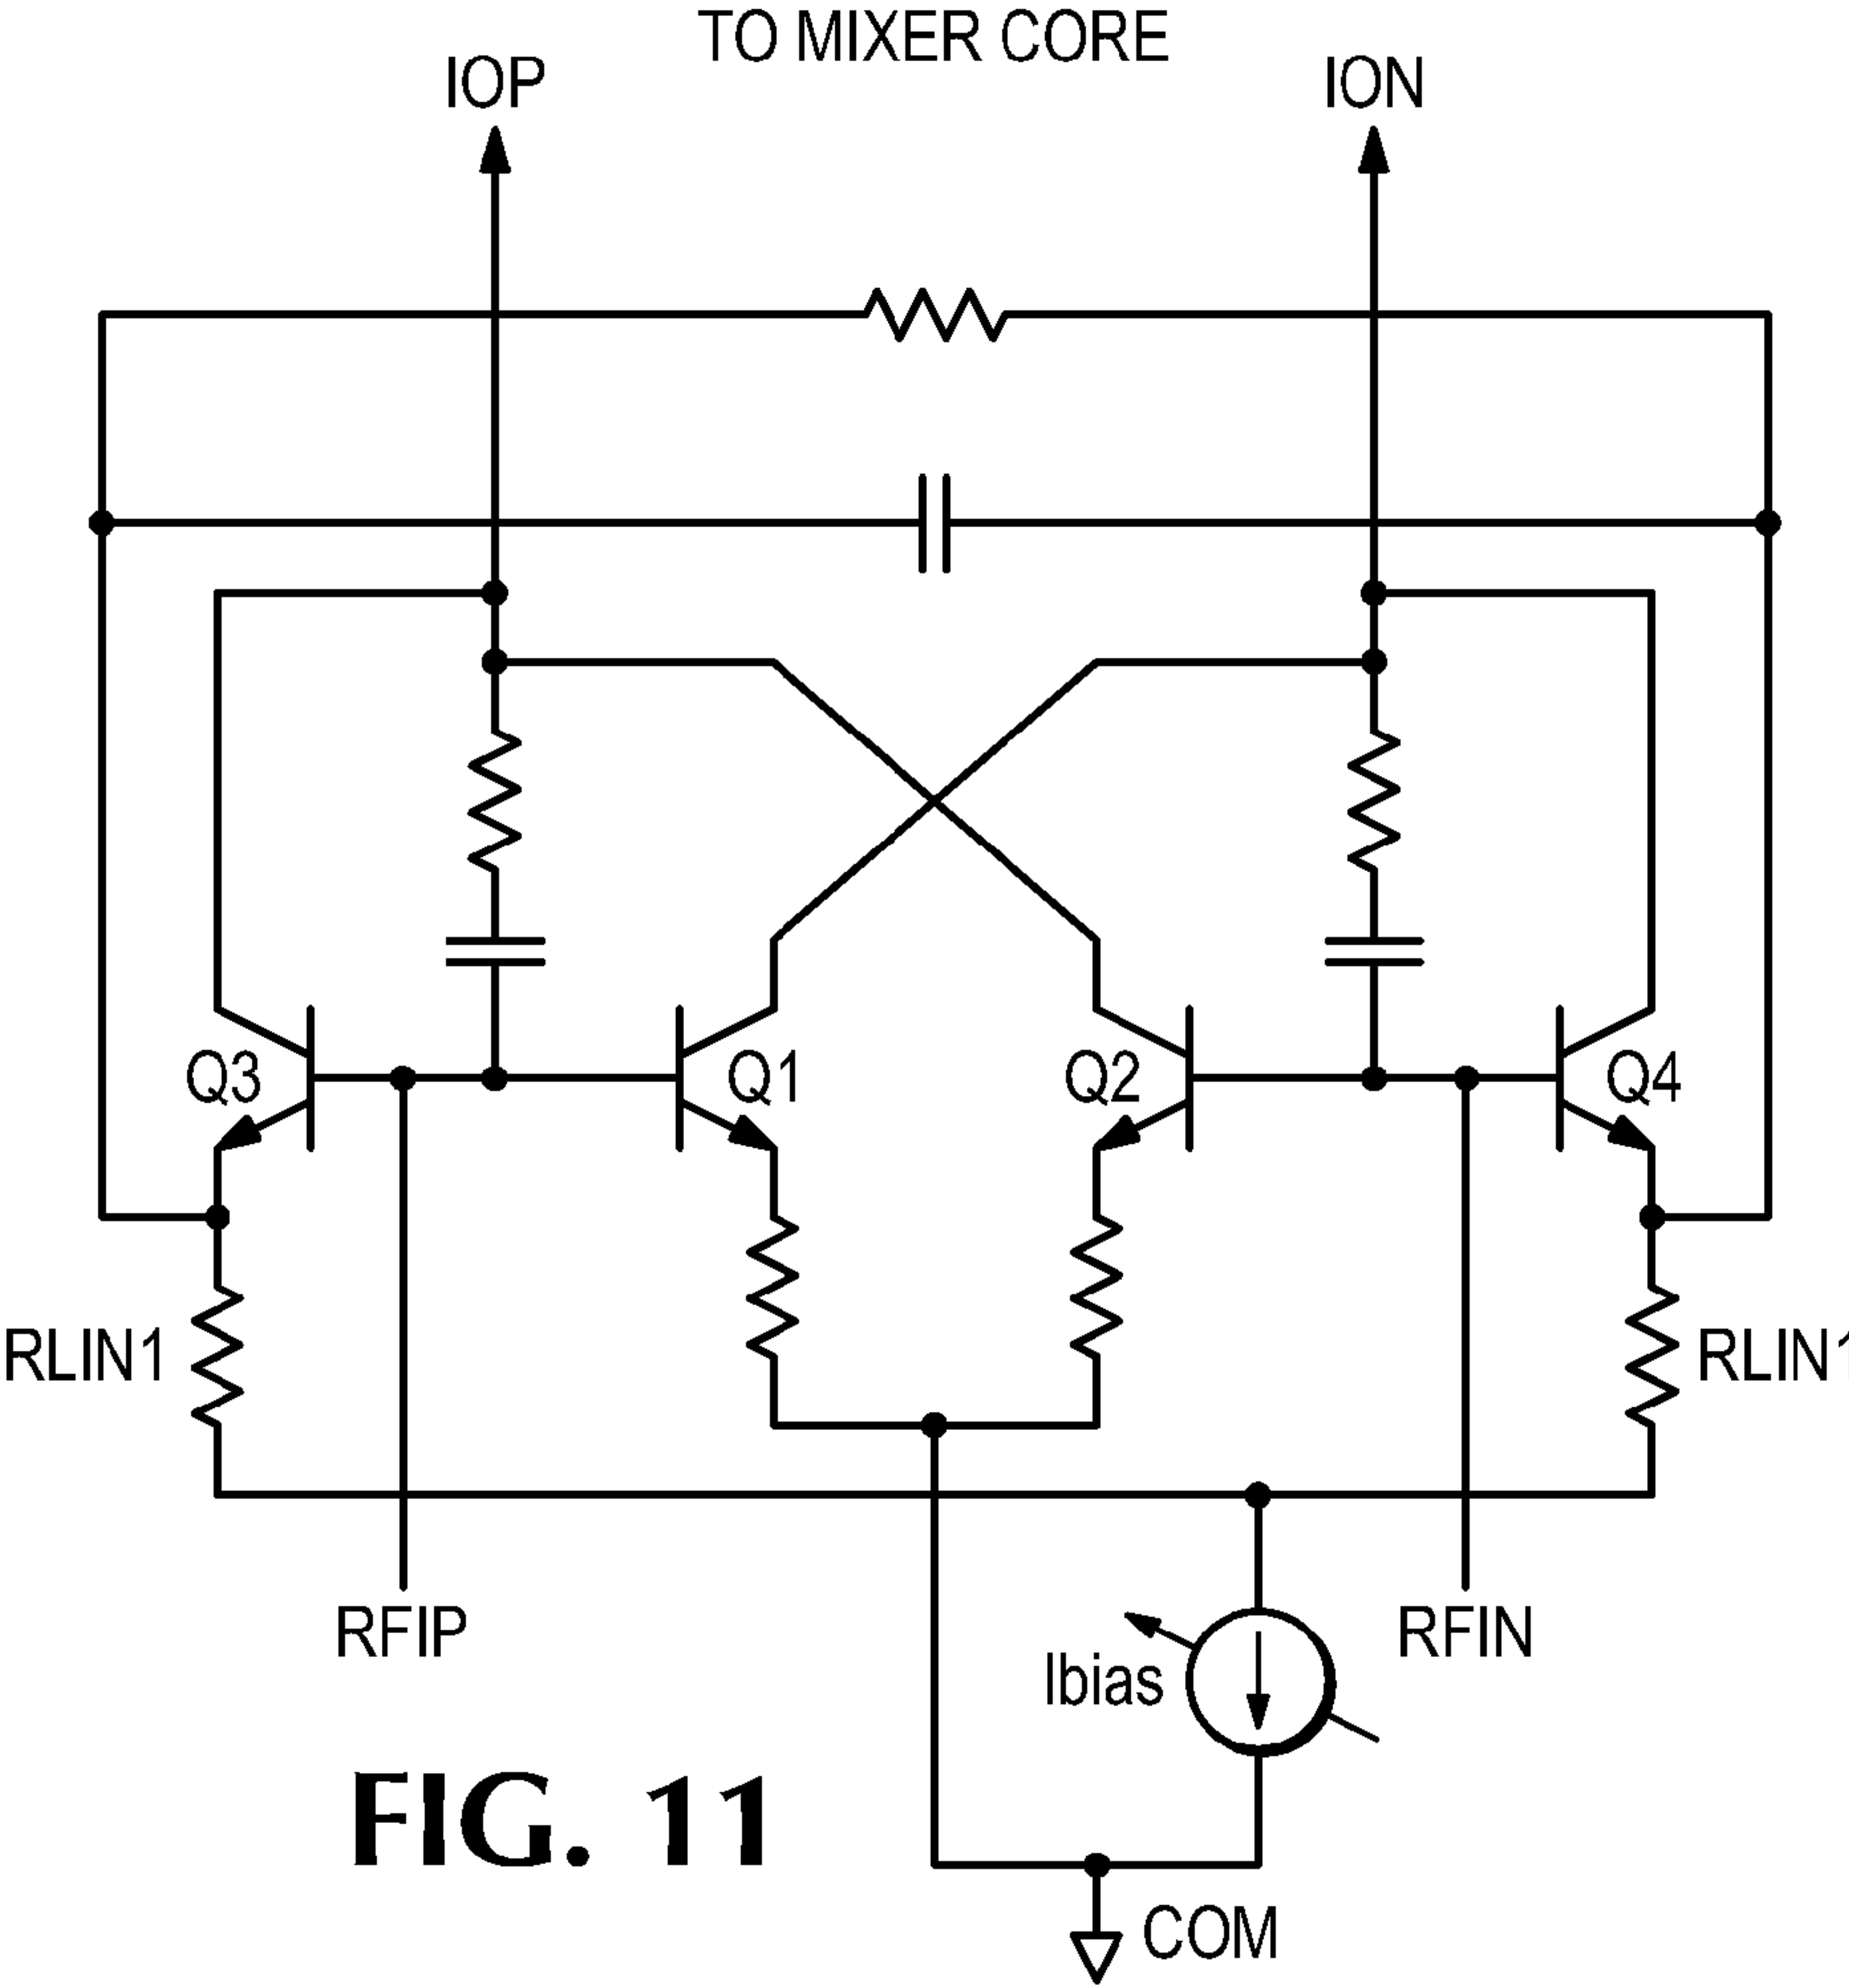 TO MIXER CORE
IOP
ION
Q3
Q1
Q2
Q4
RLIN1
RLIN1
RFIP
RFIN
Ibias
FIG. 11
COM